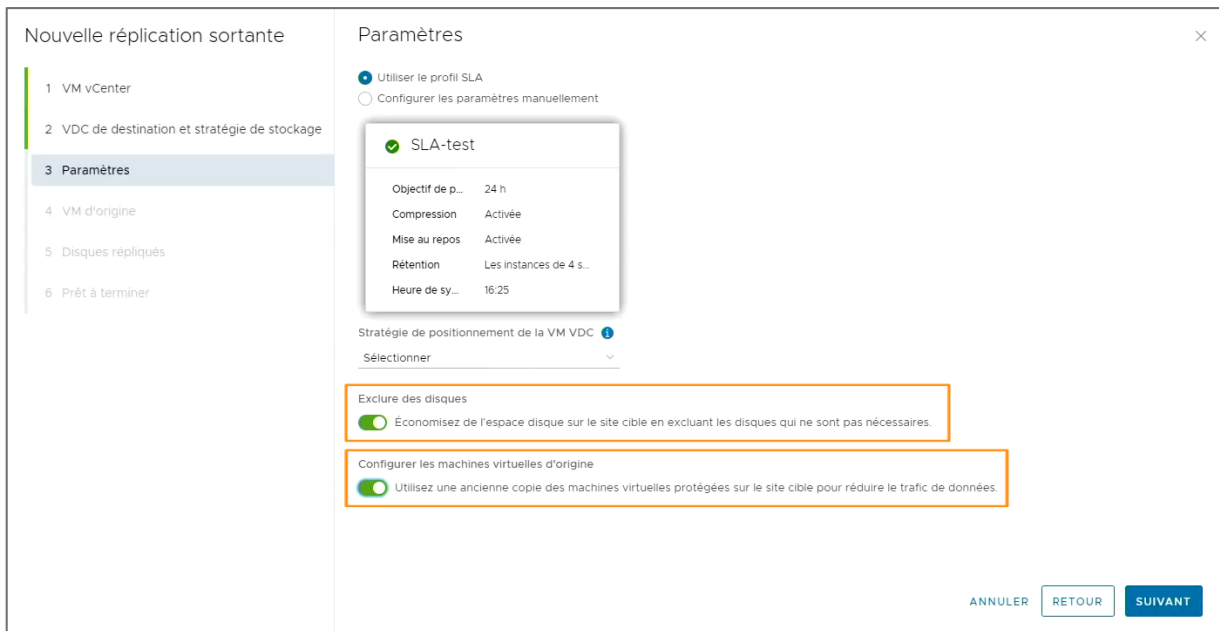 Nouvelle réplication sortante
1 VM vCenter
2 VDC de destination et stratégie de stockage
3 Paramètres
4 VM d'origine
5 Disques répliqués
6 Prêt à terminer
Paramètres
Utiliser le profil SLA
Configurer les paramètres manuellement
SLA-test
Objectif de p... 24 h
Compression Activée
Mise au repos Activée
Rétention Les instances de 4 s...
Heure de sy... 16:25
Stratégie de positionnement de la VM VDC
Sélectionner
Exclure des disques
Économisez de l'espace disque sur le site cible en excluant les disques qui ne sont pas nécessaires.
Configurer les machines virtuelles d'origine
Utilisez une ancienne copie des machines virtuelles protégées sur le site cible pour réduire le trafic de données.
ANNULER RETOUR SUIVANT